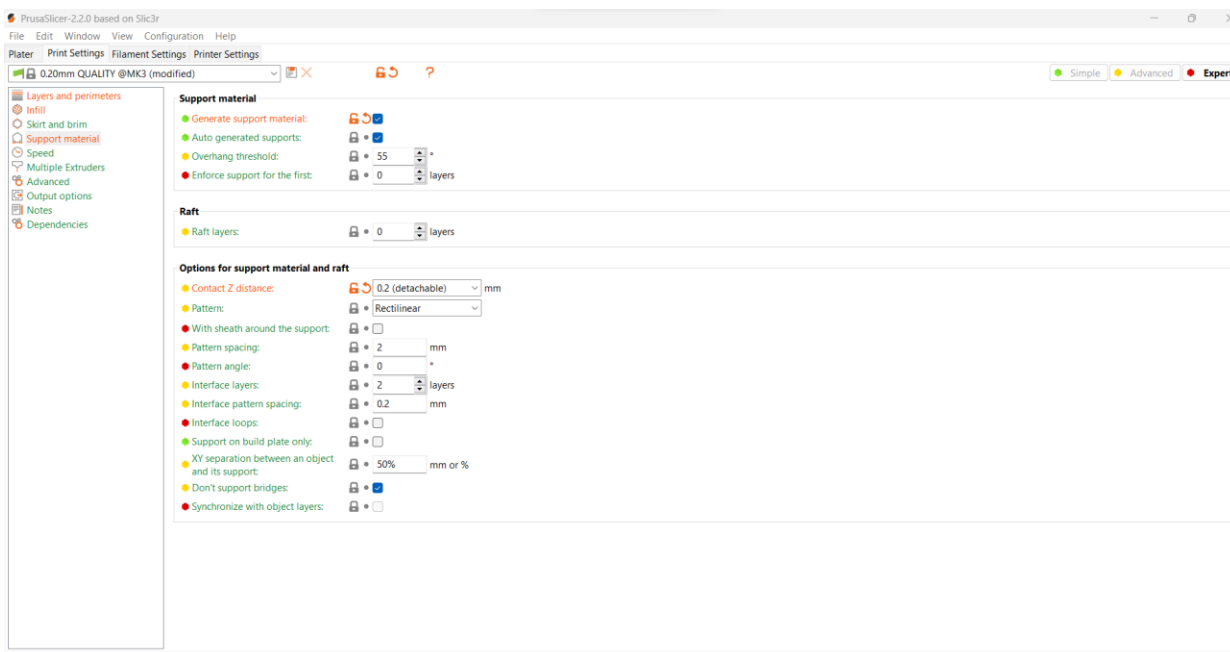 PrusaSlicer-2.2.0 based on Slic3r
File Edit Window View Configuration Help
Plater Print Settings Filament Settings Printer Settings
0.20mm QUALITY @MK3 (modified) ? Simple Advanced Expert
Layers and perimeters
Infill
Skirt and brim
Support material
Speed
Multiple Extruders
Advanced
Output options
Notes
Dependencies
Support material
Generate support material:
Auto generated supports:
Overhang threshold: 55 °
Enforce support for the first: 0 layers
Raft
Raft layers: 0 layers
Options for support material and raft
Contact Z distance: 0.2 (detachable) mm
Pattern: Rectilinear
With sheath around the support:
Pattern spacing: 2 mm
Pattern angle: 0 °
Interface layers: 2 layers
Interface pattern spacing: 0.2 mm
Interface loops:
Support on build plate only:
XY separation between an object
and its support: 50% mm or %
Don't support bridges:
Synchronize with object layers: